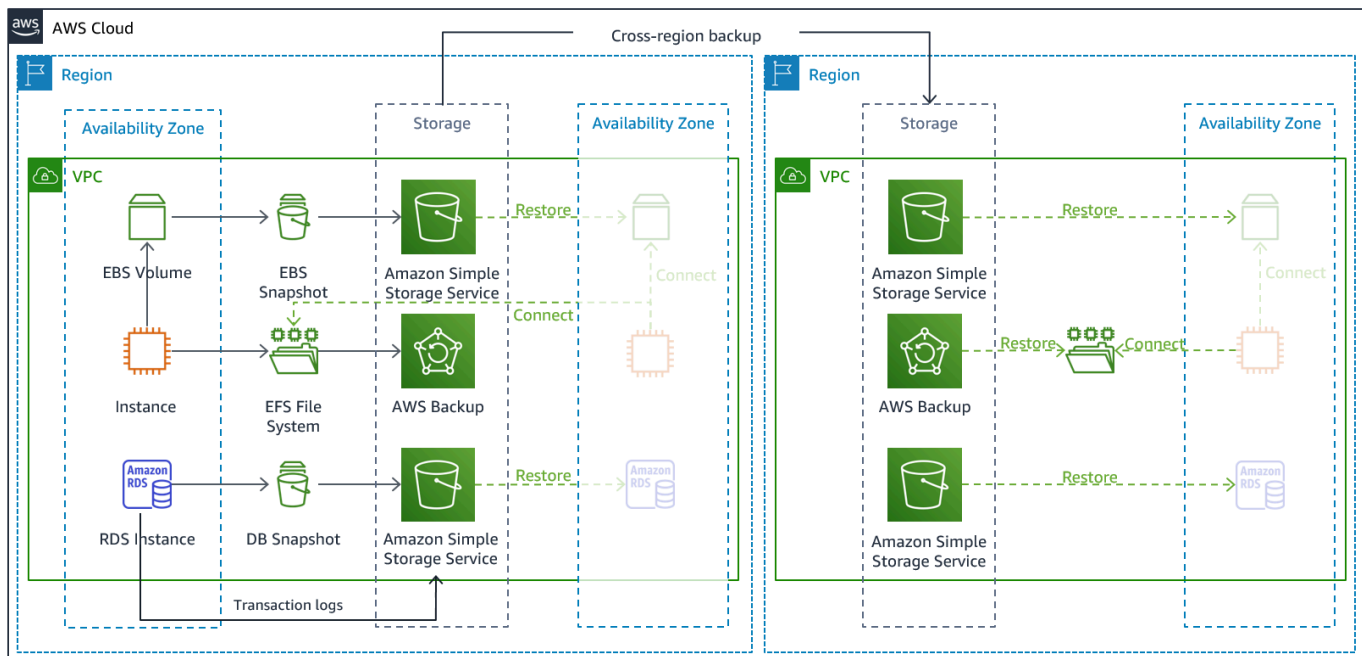 aws
AWS Cloud
Cross-region backup
Region
Availability Zone
Storage
Availability Zone
VPC
Restore
EBS Volume
EBS
Snapshot
Amazon Simple
Storage Service
Connect
Connect
Instance
EFS File
System
AWS Backup
Amazon
RDS
Restore
Amazon
RDS
RDS Instance
DB Snapshot
Amazon Simple
Storage Service
Transaction logs
Region
Storage
Availability Zone
VPC
Restore
Amazon Simple
Storage Service
Connect
Restore
Connect
AWS Backup
Restore
Amazon
RDS
Amazon Simple
Storage Service